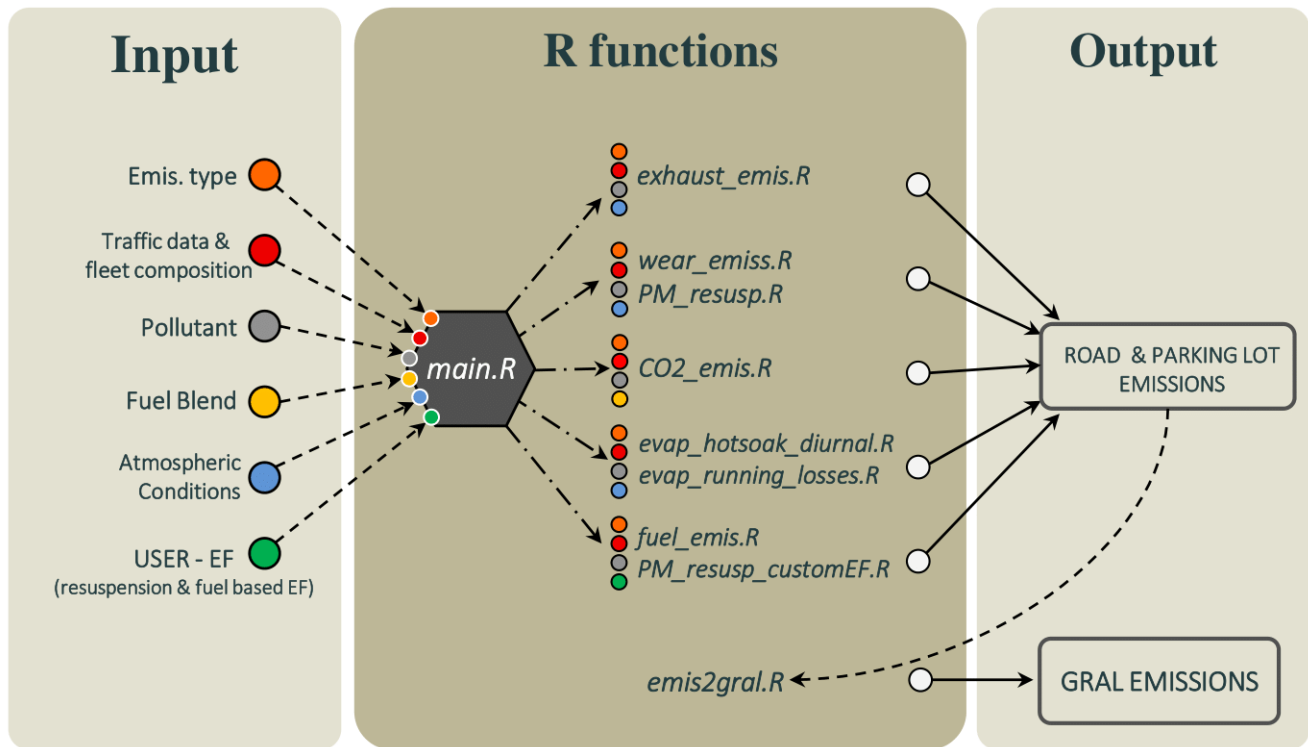 Input
R functions
Output
Emis. type
Traffic data &
fleet composition
Pollutant
Fuel Blend
Atmospheric
Conditions
USER - EF
(resuspension & fuel based EF)
main.R
exhaust_emis.R
wear_emiss.R
PM_resusp.R
CO2_emis.R
evap_hotsoak_diurnal.R
evap_running_losses.R
fuel_emis.R
PM_resusp_customEF.R
emis2gral.R
ROAD & PARKING LOT
EMISSIONS
GRAL EMISSIONS